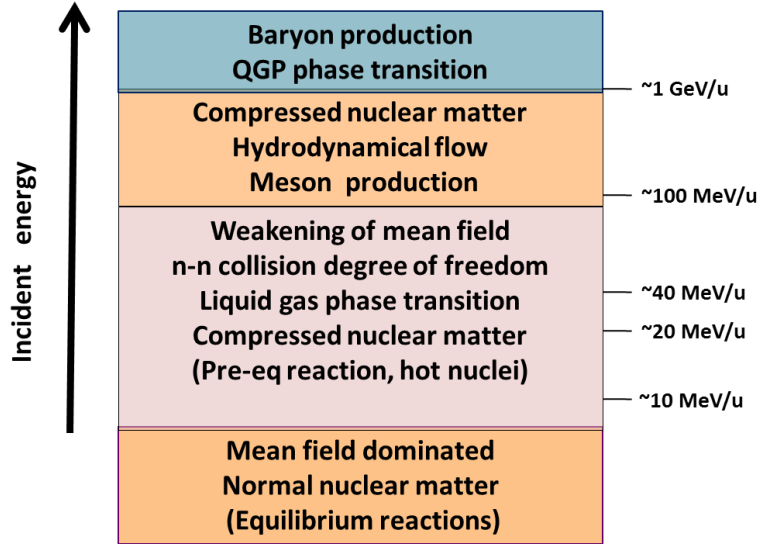 Baryon production
QGP phase transition
~1 GeV/u
Compressed nuclear matter
Hydrodynamical flow
Meson production
~100 MeV/u
Weakening of mean field
n-n collision degree of freedom
Liquid gas phase transition
~40 MeV/u
Compressed nuclear matter
~20 MeV/u
(Pre-eq reaction, hot nuclei)
~10 MeV/u
Mean field dominated
Normal nuclear matter
(Equilibrium reactions)
Incident energy